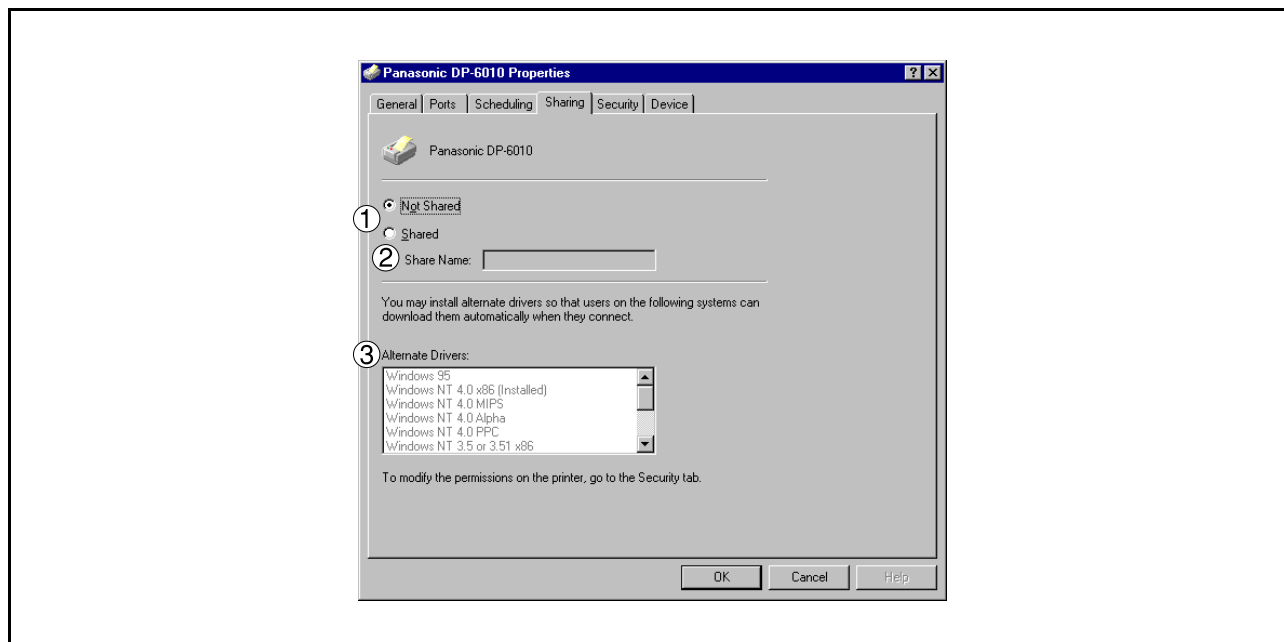 Panasonic DP-6010 Properties
General Ports Scheduling Sharing Security Device
Panasonic DP-6010
① Not Shared
Shared
② Share Name:
You may install alternate drivers so that users on the following systems can
download them automatically when they connect.
③ Alternate Drivers:
Windows 95
Windows NT 4.0 x86 (Installed)
Windows NT 4.0 MIPS
Windows NT 4.0 Alpha
Windows NT 4.0 PPC
Windows NT 3.5 or 3.51 x86
To modify the permissions on the printer, go to the Security tab.
OK Cancel Help